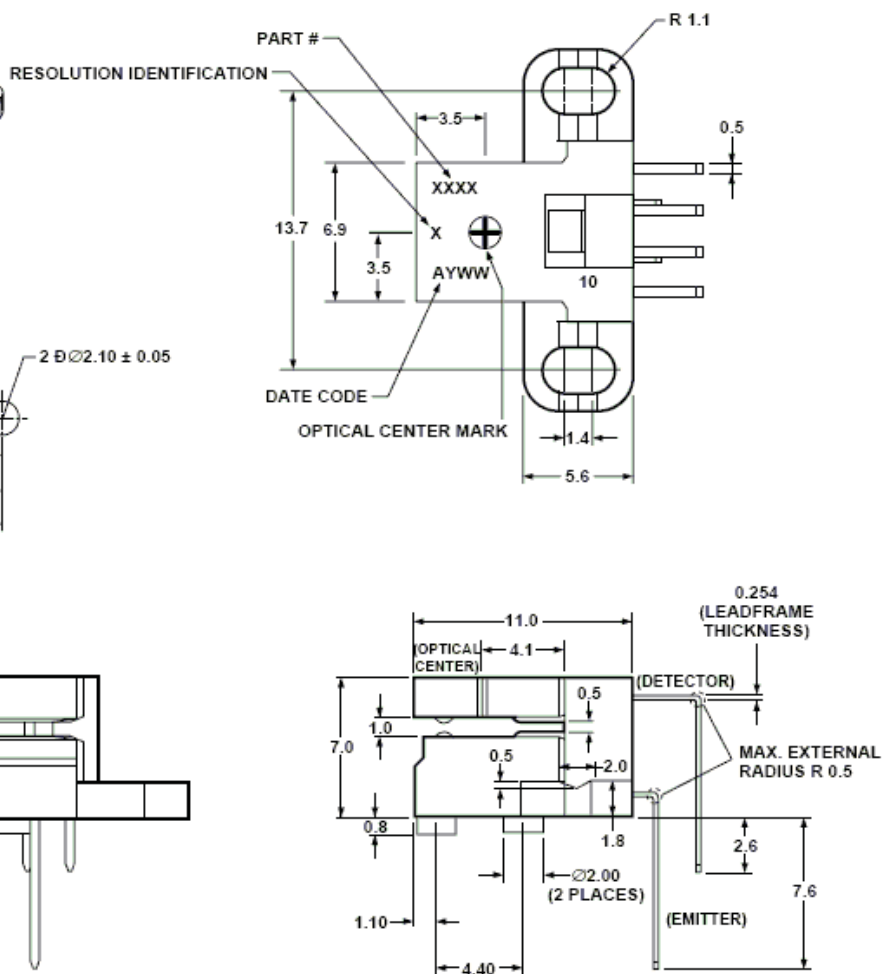 PART #
R 1.1
RESOLUTION IDENTIFICATION
3.5
0.5
XXXX
13.7
6.9
X
3.5
AYWW
10
2 Ð Ø2.10 ± 0.05
DATE CODE
OPTICAL CENTER MARK
1.4
5.6
0.254
(LEADFRAME
THICKNESS)
11.0
(OPTICAL
CENTER)
4.1
(DETECTOR)
0.5
1.0
7.0
0.5
2.0
MAX. EXTERNAL
RADIUS R 0.5
0.8
1.8
2.6
Ø2.00
(2 PLACES)
7.6
1.10
(EMITTER)
4.40